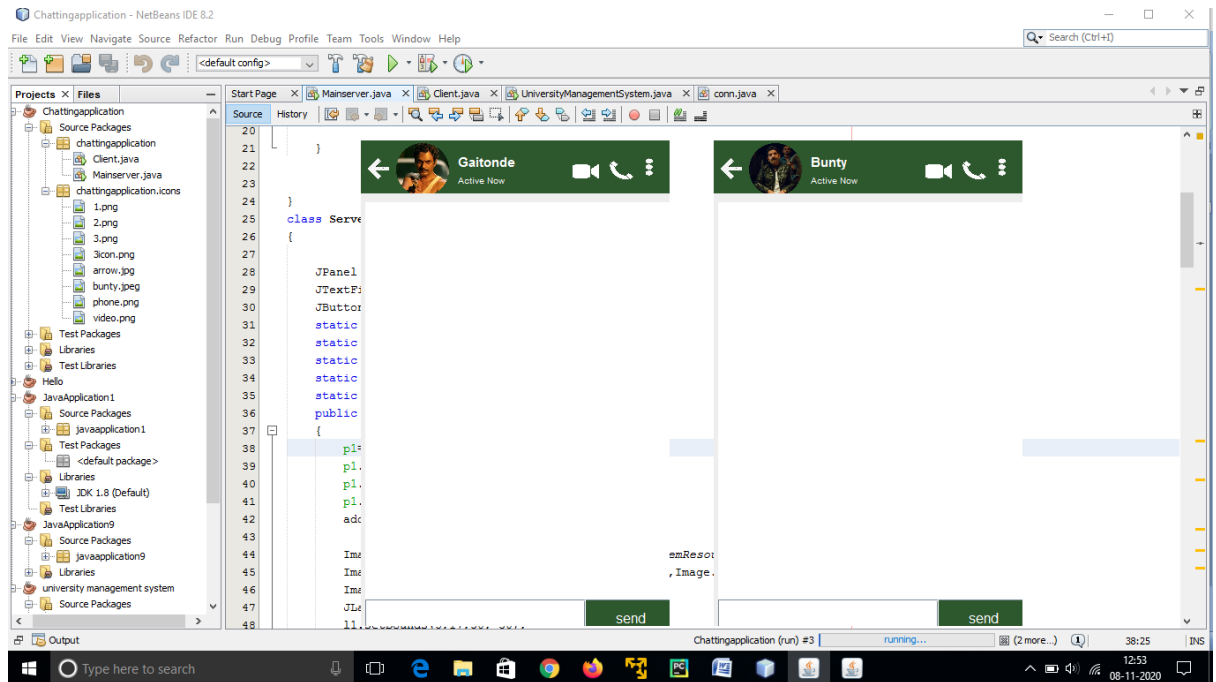 Chattingapplication - NetBeans IDE 8.2
File Edit View Navigate Source Refactor Run Debug Profile Team Tools Window Help
Search (Ctrl+I)
<default config>
Projects Files
Start Page Mainserver.java Client.java UniversityManagementSystem.java conn.java
Source History
Chattingapplication
Source Packages
chattingapplication
Client.java
Mainserver.java
chattingapplication.icons
1.png
2.png
3.png
3icon.png
arrow.jpg
bunty.jpeg
phone.png
video.png
Test Packages
Libraries
Test Libraries
Hello
JavaApplication1
Source Packages
javaapplication1
Test Packages
<default package>
Libraries
JDK 1.8 (Default)
Test Libraries
JavaApplication9
Source Packages
javaapplication9
Libraries
university management system
Source Packages
20
21 }
22
23
24 }
25 class Serve
26 {
27
28 JPanel
29 JTextFi
30 JButton
31 static
32 static
33 static
34 static
35 static
36 public
37 {
38 p1=
39 p1.
40 p1.
41 p1.
42 add
43
44 Ima emResou
45 Ima ,Image.
46 Ima
47 JLa
48
Gaitonde
Active Now
send
Bunty
Active Now
send
Output
Chattingapplication (run) #3 running... (2 more...) 1 38:25 INS
Type here to search
12:53
08-11-2020